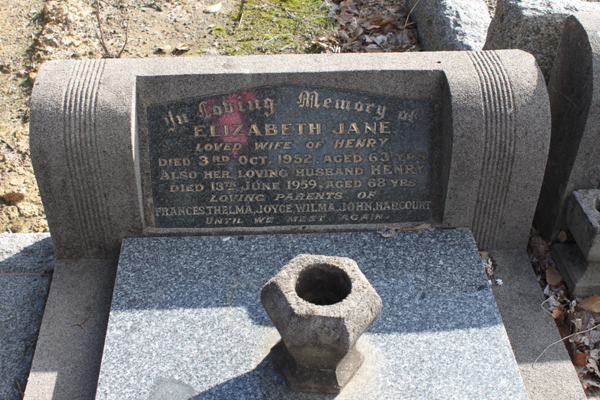 In Loving Memory of
ELIZABETH JANE.
LOVED WIFE OF HENRY
DIED 3RD OCT. 1952. AGED 63 YRS
ALSO HER LOVING HUSBAND HENRY
DIED 13TH JUNE 1959. AGED 68 YRS.
LOVING PARENTS OF
FRANCES, THELMA, JOYCE, WILMA, JOHN, HARCOURT
UNTIL WE MEET AGAIN.